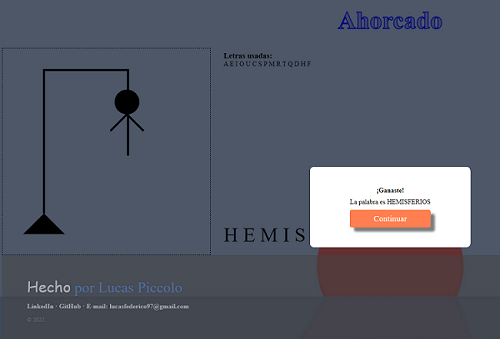 Ahorcado
Letras usadas:
A E I O U C S P M R T Q D H F
¡Ganaste!
La palabra es HEMISFERIOS
Continuar
H E M I S
Hecho por Lucas Piccolo
LinkedIn · GitHub · E-mail: lucasfederico97@gmail.com